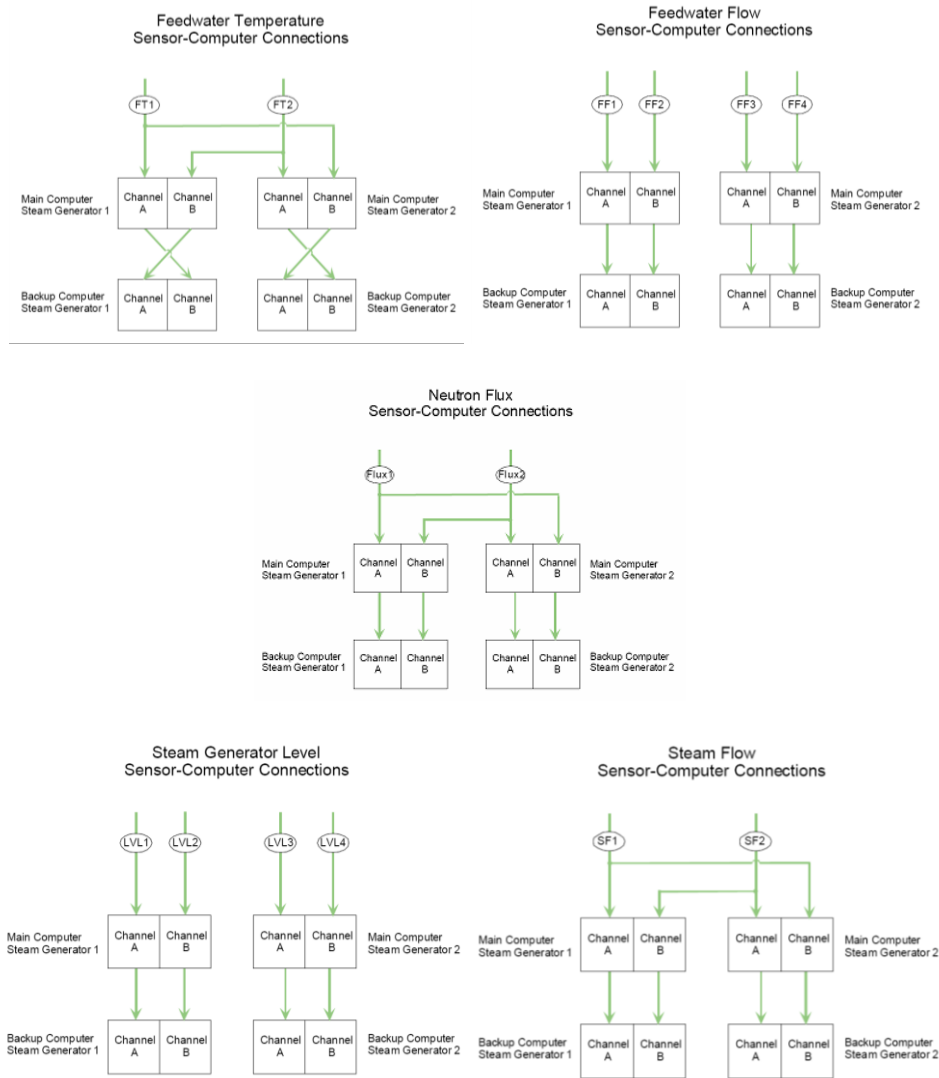 Feedwater Temperature
Sensor-Computer Connections
FT1
FT2
Main Computer
Steam Generator 1
Channel
A
Channel
B
Channel
A
Channel
B
Main Computer
Steam Generator 2
Backup Computer
Steam Generator 1
Channel
A
Channel
B
Channel
A
Channel
B
Backup Computer
Steam Generator 2
Feedwater Flow
Sensor-Computer Connections
FF1
FF2
FF3
FF4
Main Computer
Steam Generator 1
Channel
A
Channel
B
Channel
A
Channel
B
Main Computer
Steam Generator 2
Backup Computer
Steam Generator 1
Channel
A
Channel
B
Channel
A
Channel
B
Backup Computer
Steam Generator 2
Neutron Flux
Sensor-Computer Connections
Flux1
Flux2
Main Computer
Steam Generator 1
Channel
A
Channel
B
Channel
A
Channel
B
Main Computer
Steam Generator 2
Backup Computer
Steam Generator 1
Channel
A
Channel
B
Channel
A
Channel
B
Backup Computer
Steam Generator 2
Steam Generator Level
Sensor-Computer Connections
LVL1
LVL2
LVL3
LVL4
Main Computer
Steam Generator 1
Channel
A
Channel
B
Channel
A
Channel
B
Main Computer
Steam Generator 2
Backup Computer
Steam Generator 1
Channel
A
Channel
B
Channel
A
Channel
B
Backup Computer
Steam Generator 2
Steam Flow
Sensor-Computer Connections
SF1
SF2
Main Computer
Steam Generator 1
Channel
A
Channel
B
Channel
A
Channel
B
Main Computer
Steam Generator 2
Backup Computer
Steam Generator 1
Channel
A
Channel
B
Channel
A
Channel
B
Backup Computer
Steam Generator 2